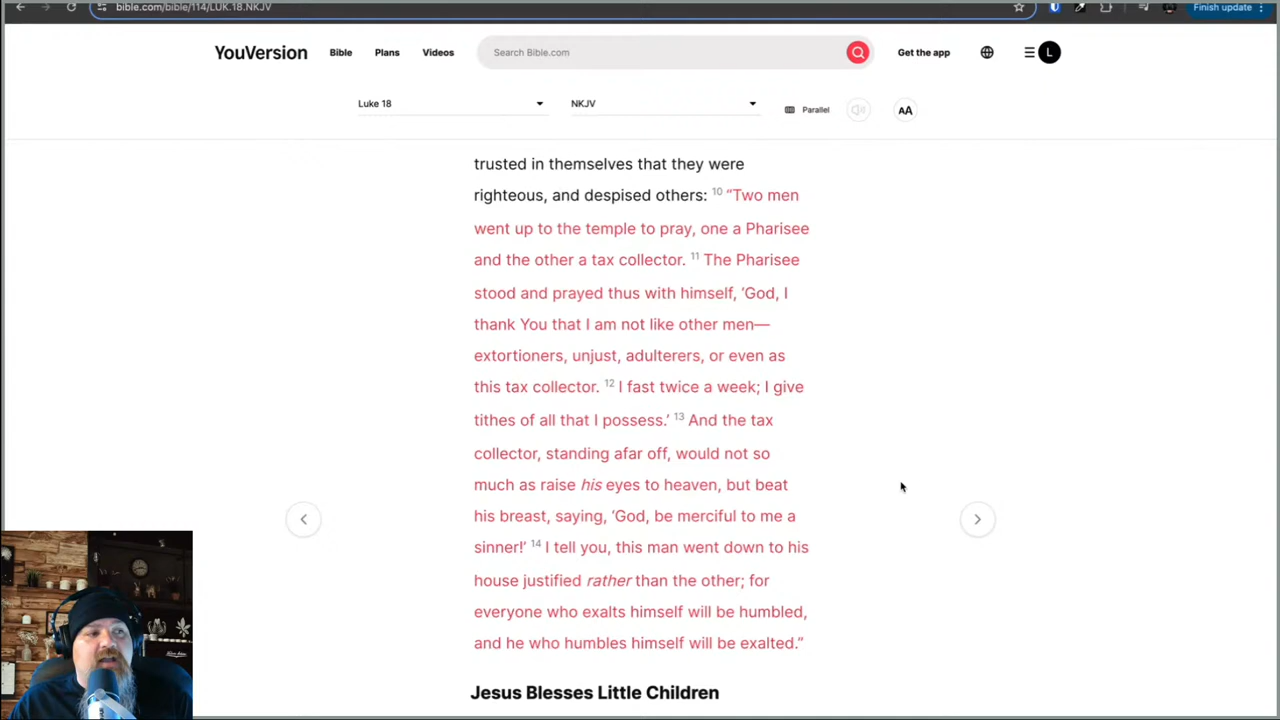 bible.com/bible/114/LUK.18.NKJV
Finish update
YouVersion
Bible
Plans
Videos
Search Bible.com
Get the app
L
Luke 18
NKJV
Parallel
AA
trusted in themselves that they were
righteous, and despised others: 10 “Two men
went up to the temple to pray, one a Pharisee
and the other a tax collector. 11 The Pharisee
stood and prayed thus with himself, ‘God, I
thank You that I am not like other men—
extortioners, unjust, adulterers, or even as
this tax collector. 12 I fast twice a week; I give
tithes of all that I possess.’ 13 And the tax
collector, standing afar off, would not so
much as raise his eyes to heaven, but beat
his breast, saying, ‘God, be merciful to me a
sinner!’ 14 I tell you, this man went down to his
house justified rather than the other; for
everyone who exalts himself will be humbled,
and he who humbles himself will be exalted.”
Jesus Blesses Little Children